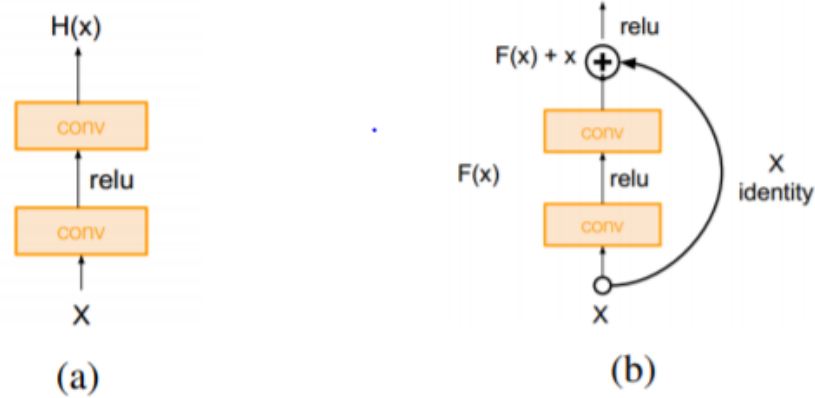 H(x)
conv
relu
conv
X
(a)
relu
F(x) + x
conv
F(x)
relu
X
identity
conv
X
(b)